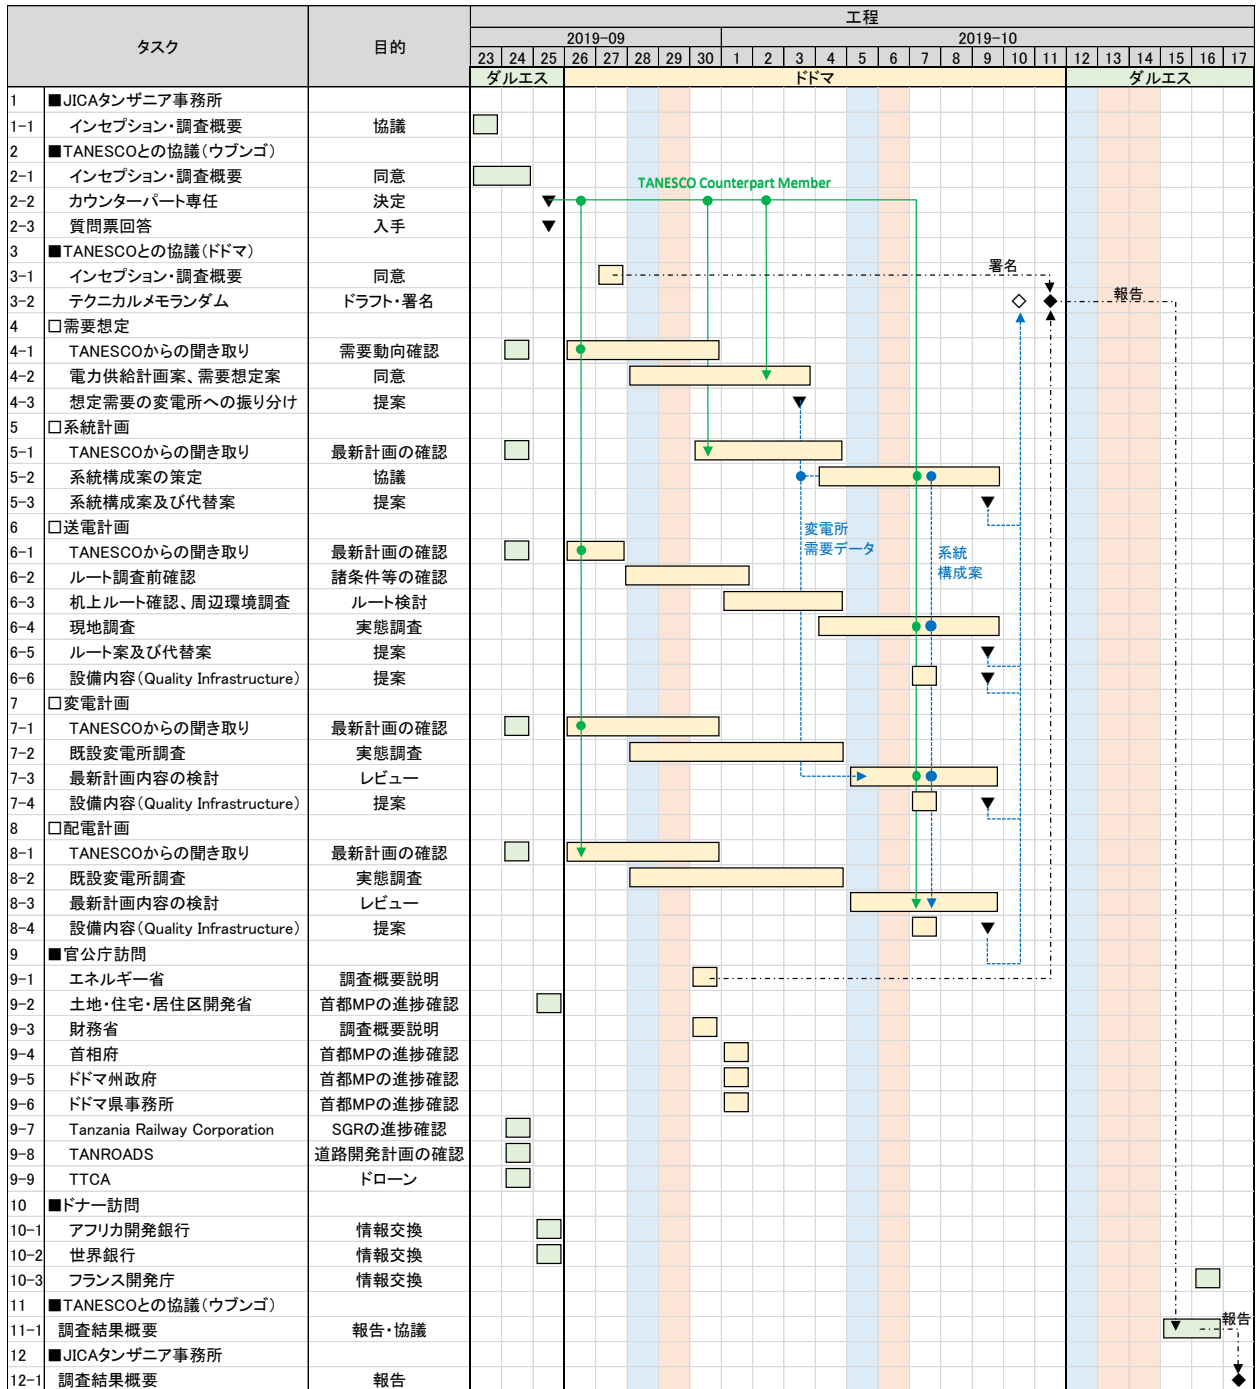 タスク 目的 工程
2019-09 2019-10
23 24 25 26 27 28 29 30 1 2 3 4 5 6 7 8 9 10 11 12 13 14 15 16 17
ダルエス ドドマ ダルエス
1 ■JICAタンザニア事務所
1-1 インセプション・調査概要 協議
2 ■TANESCOとの協議(ウブンゴ)
2-1 インセプション・調査概要 同意
TANESCO Counterpart Member
2-2 カウンターパート専任 決定
2-3 質問票回答 入手
3 ■TANESCOとの協議(ドドマ)
署名
3-1 インセプション・調査概要 同意
報告
3-2 テクニカルメモランダム ドラフト・署名
4 □需要想定
4-1 TANESCOからの聞き取り 需要動向確認
4-2 電力供給計画案、需要想定案 同意
4-3 想定需要の変電所への振り分け 提案
5 □系統計画
5-1 TANESCOからの聞き取り 最新計画の確認
5-2 系統構成案の策定 協議
5-3 系統構成案及び代替案 提案
6 □送電計画
変電所
需要データ
6-1 TANESCOからの聞き取り 最新計画の確認
系統
構成案
6-2 ルート調査前確認 諸条件等の確認
6-3 机上ルート確認、周辺環境調査 ルート検討
6-4 現地調査 実態調査
6-5 ルート案及び代替案 提案
6-6 設備内容(Quality Infrastructure) 提案
7 □変電計画
7-1 TANESCOからの聞き取り 最新計画の確認
7-2 既設変電所調査 実態調査
7-3 最新計画内容の検討 レビュー
7-4 設備内容(Quality Infrastructure) 提案
8 □配電計画
8-1 TANESCOからの聞き取り 最新計画の確認
8-2 既設変電所調査 実態調査
8-3 最新計画内容の検討 レビュー
8-4 設備内容(Quality Infrastructure) 提案
9 ■官公庁訪問
9-1 エネルギー省 調査概要説明
9-2 土地・住宅・居住区開発省 首都MPの進捗確認
9-3 財務省 調査概要説明
9-4 首相府 首都MPの進捗確認
9-5 ドドマ州政府 首都MPの進捗確認
9-6 ドドマ県事務所 首都MPの進捗確認
9-7 Tanzania Railway Corporation SGRの進捗確認
9-8 TANROADS 道路開発計画の確認
9-9 TTCA ドローン
10 ■ドナー訪問
10-1 アフリカ開発銀行 情報交換
10-2 世界銀行 情報交換
10-3 フランス開発庁 情報交換
11 ■TANESCOとの協議(ウブンゴ)
報告
11-1 調査結果概要 報告・協議
12 ■JICAタンザニア事務所
12-1 調査結果概要 報告